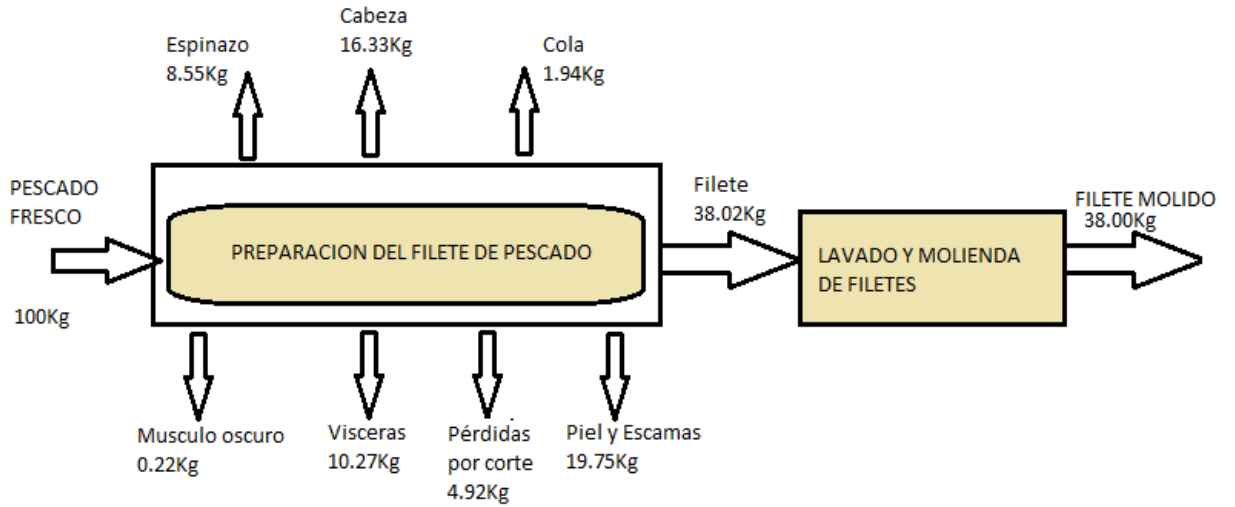 Cabeza
16.33Kg
Espinazo
8.55Kg
Cola
1.94Kg
PESCADO
FRESCO
100Kg
PREPARACION DEL FILETE DE PESCADO
Filete
38.02Kg
LAVADO Y MOLIENDA
DE FILETES
FILETE MOLIDO
38.00Kg
Musculo oscuro
0.22Kg
Visceras
10.27Kg
Pérdidas
por corte
4.92Kg
Piel y Escamas
19.75Kg